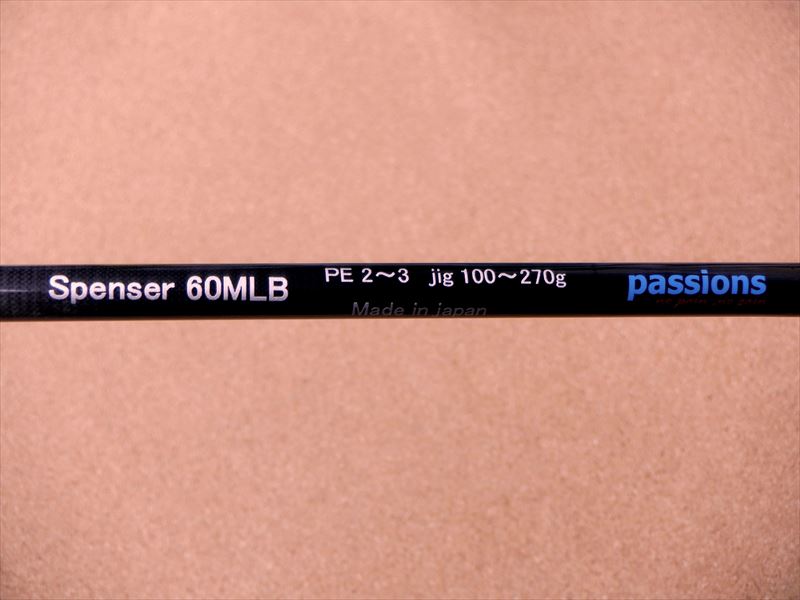 Spenser 60MLB
PE 2～3 jig 100～270g
Made in japan
passions